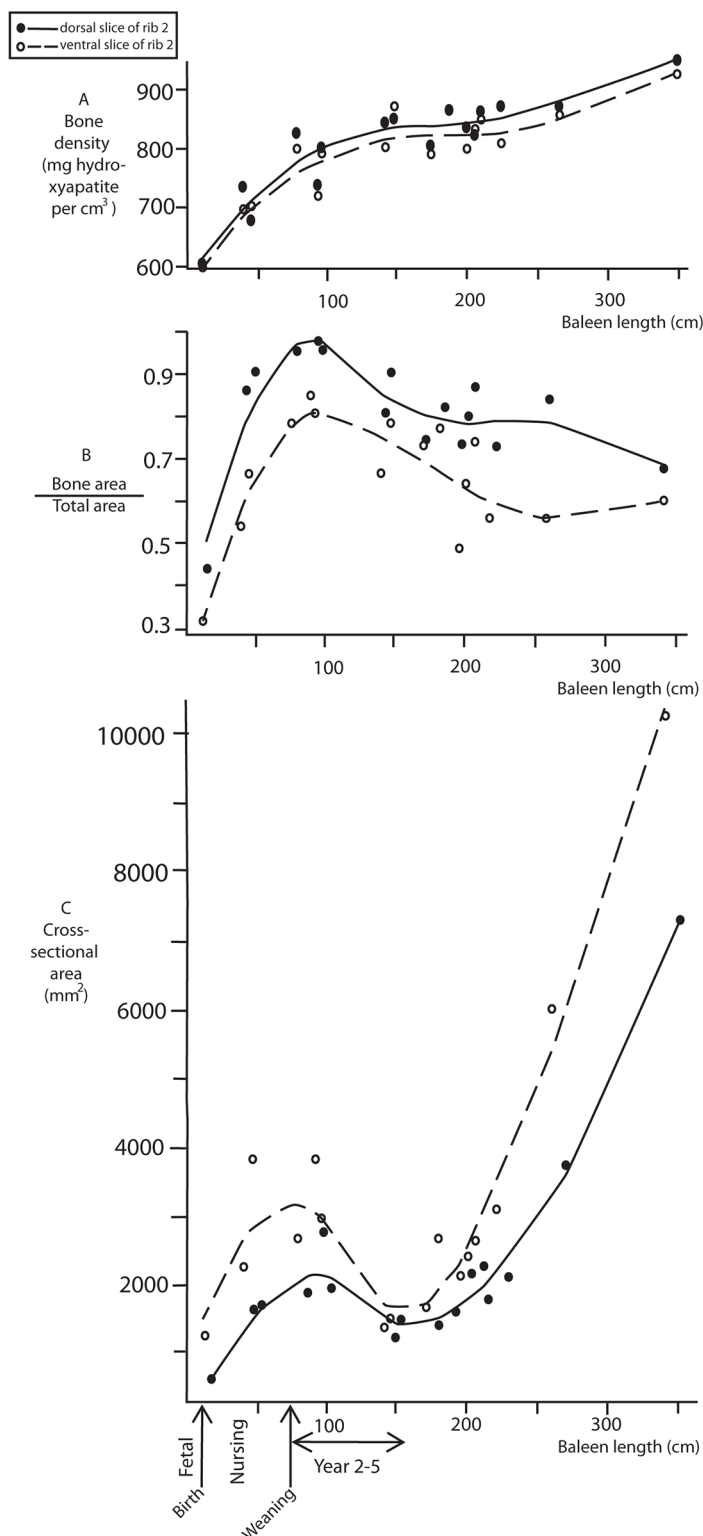 dorsal slice of rib 2
ventral slice of rib 2
A
Bone
density
(mg hydro-
xyapatite
per cm3 )
900
800
700
600
100
200
300
Baleen length (cm)
B
Bone area
Total area
0.9
0.7
0.5
0.3
100
200
300
Baleen length (cm)
C
Cross-
sectional
area
(mm2)
10000
8000
6000
4000
2000
100
200
300
Baleen length (cm)
Fetal
Birth
Nursing
Weaning
Year 2-5